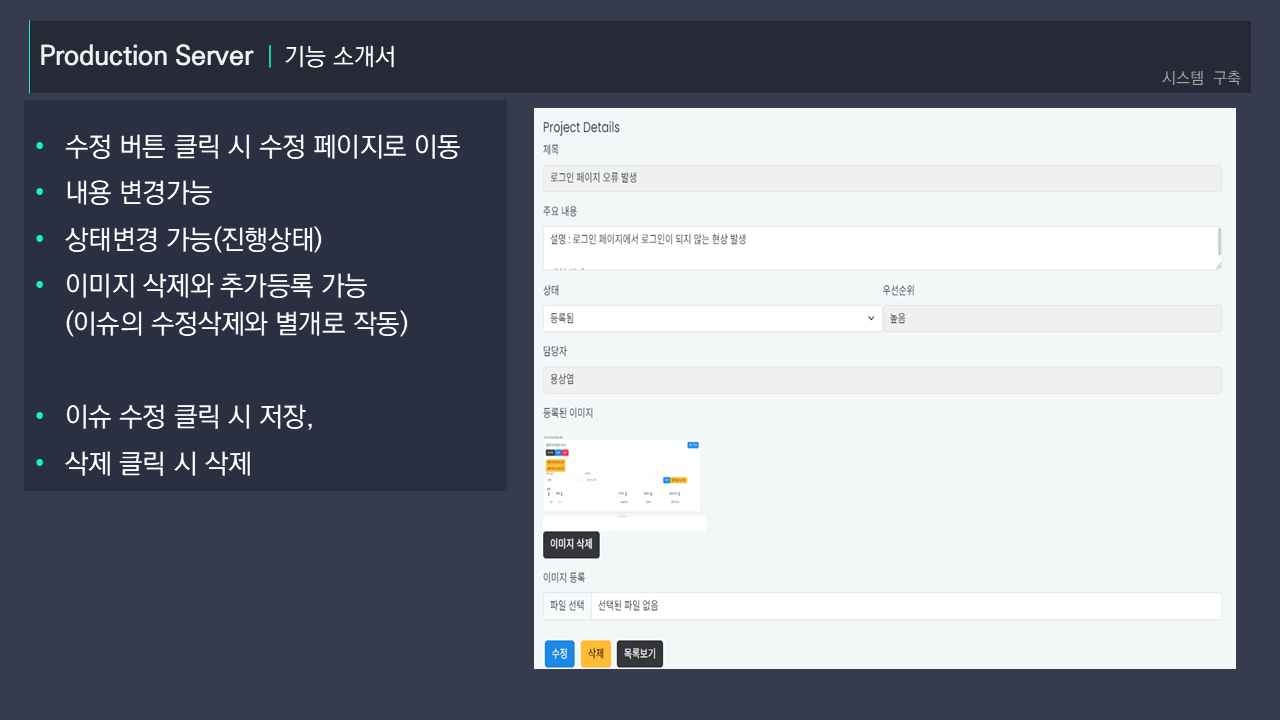 Production Server | 기능 소개서
시스템 구축
• 수정 버튼 클릭 시 수정 페이지로 이동
• 내용 변경가능
• 상태변경 가능(진행상태)
• 이미지 삭제와 추가등록 가능
(이슈의 수정삭제와 별개로 작동)
• 이슈 수정 클릭 시 저장,
• 삭제 클릭 시 삭제
Project Details
제목
로그인 페이지 오류 발생
주요 내용
설명 : 로그인 페이지에서 로그인이 되지 않는 현상 발생
상태 우선순위
등록됨 높음
담당자
용상엽
등록된 이미지
이미지 삭제
이미지 등록
파일 선택 선택된 파일 없음
수정 삭제 목록보기